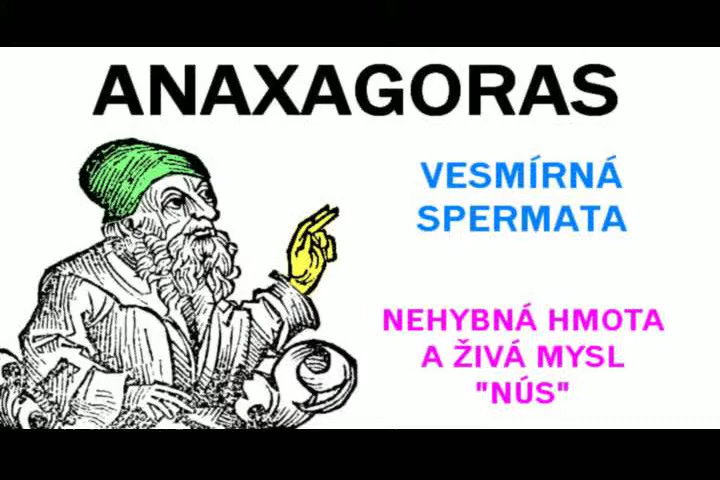 ANAXAGORAS
VESMÍRNÁ
SPERMATA
NEHYBNÁ HMOTA
A ŽIVÁ MYSL
"NÚS"